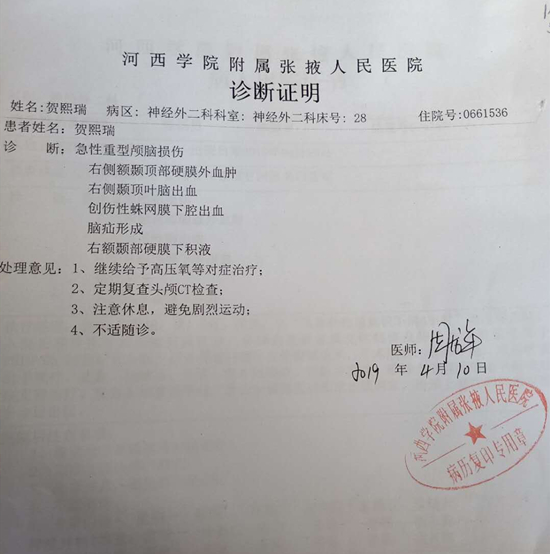 河西学院附属张掖人民医院
诊断证明
姓名:贺熙瑞 病区: 神经外二科科室: 神经外二科床号: 28 住院号:0661536
患者姓名: 贺熙瑞
诊 断: 急性重型颅脑损伤
右侧额颞顶部硬膜外血肿
右侧颞顶叶脑出血
创伤性蛛网膜下腔出血
脑疝形成
右额颞部硬膜下积液
处理意见: 1、继续给予高压氧等对症治疗;
2、定期复查头颅CT检查;
3、注意休息, 避免剧烈运动;
4、不适随诊。
医师:
2019 年 4 月 10 日
河西学院附属张掖人民医院
病历复印专用章